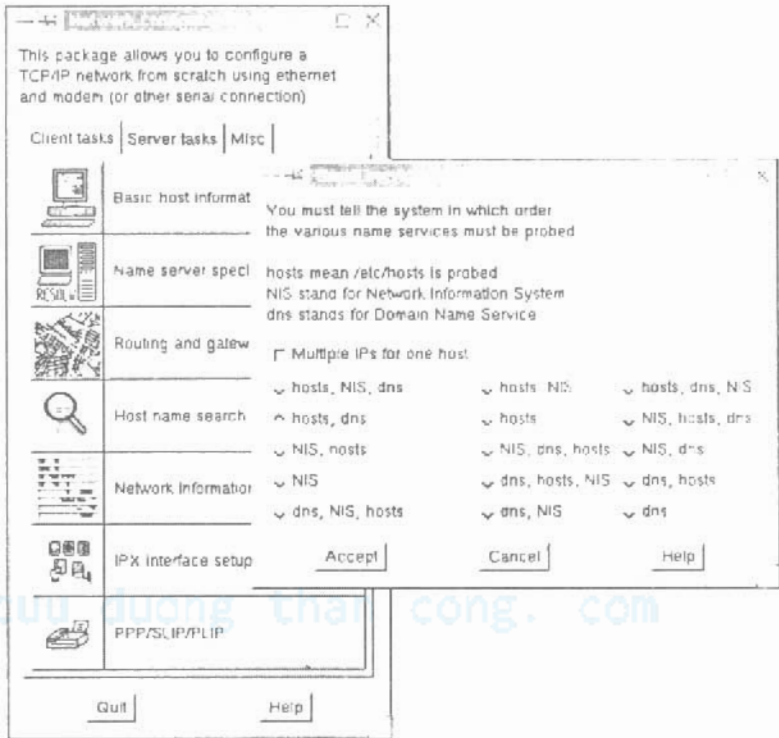 This package allows you to configure a
TCP/IP network from scratch using ethernet
and modem (or other serial connection)
Client tasks Server tasks Misc
Basic host informat
Name server speci
RESOLV
Routing and gatew
Host name search
Network Information
IPX interface setup
PPP/SLIP/PLIP
Quit Help
You must tell the system in which order
the various name services must be probed
hosts mean /etc/hosts is probed
NIS stand for Network Information System
dns stands for Domain Name Service
Multiple IPs for one host
hosts, NIS, dns hosts, NIS hosts, dns, NIS
hosts, dns hosts NIS, hosts, dns
NIS, hosts NIS, dns, hosts NIS, dns
NIS dns, hosts, NIS dns, hosts
dns, NIS, hosts dns, NIS dns
Accept Cancel Help
cuu duong than cong. com